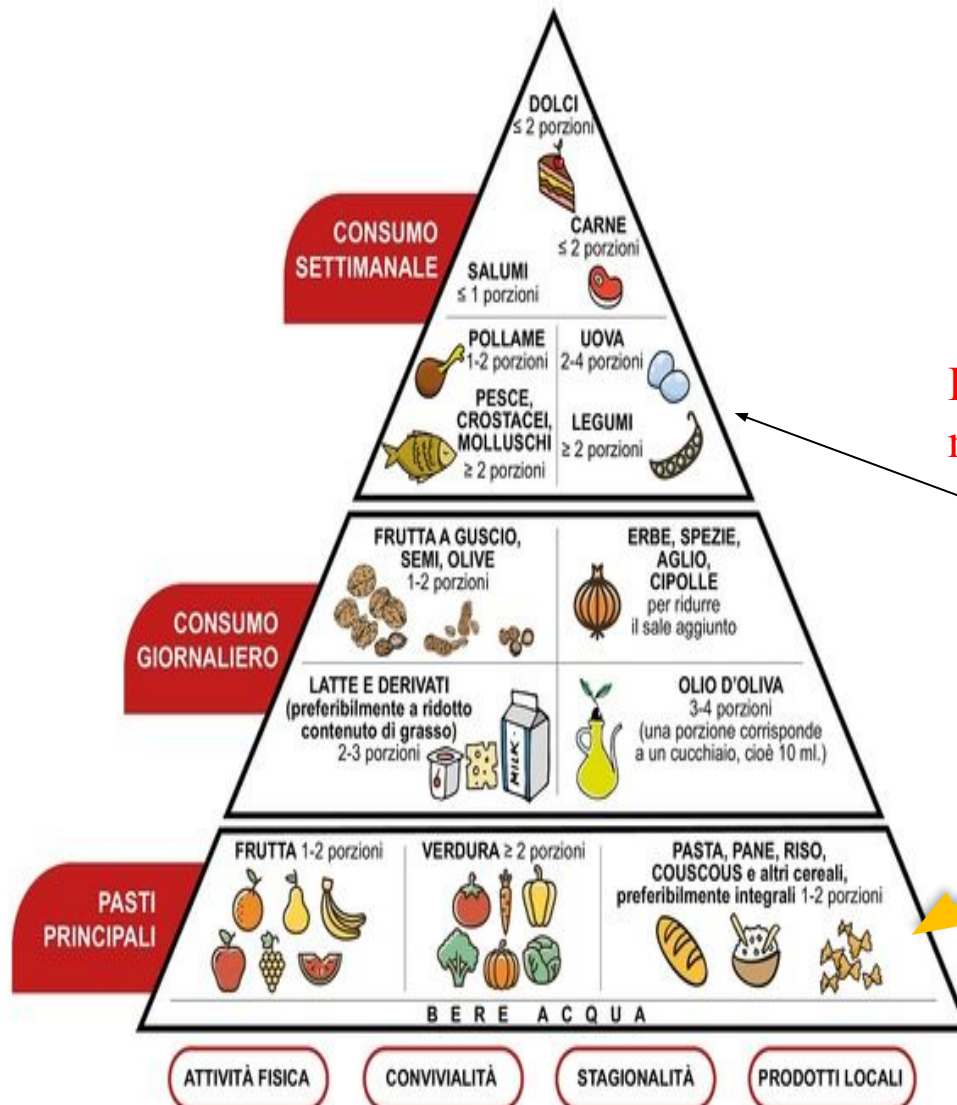 DOLCI
≤ 2 porzioni
CONSUMO
SETTIMANALE
CARNE
≤ 2 porzioni
SALUMI
≤ 1 porzioni
POLLAME
1-2 porzioni
UOVA
2-4 porzioni
PESCE,
CROSTACEI,
MOLLUSCHI
≥ 2 porzioni
LEGUMI
≥ 2 porzioni
CONSUMO
GIORNALIERO
FRUTTA A GUSCIO,
SEMI, OLIVE
1-2 porzioni
ERBE, SPEZIE,
AGLIO,
CIPOLLE
per ridurre
il sale aggiunto
LATTE E DERIVATI
(preferibilmente a ridotto
contenuto di grasso)
2-3 porzioni
MILK
OLIO D'OLIVA
3-4 porzioni
(una porzione corrisponde
a un cucchiaio, cioè 10 ml.)
PASTI
PRINCIPALI
FRUTTA 1-2 porzioni
VERDURA ≥ 2 porzioni
PASTA, PANE, RISO,
COUSCOUS e altri cereali,
preferibilmente integrali 1-2 porzioni
BERE ACQUA
ATTIVITÀ FISICA
CONVIVIALITÀ
STAGIONALITÀ
PRODOTTI LOCALI